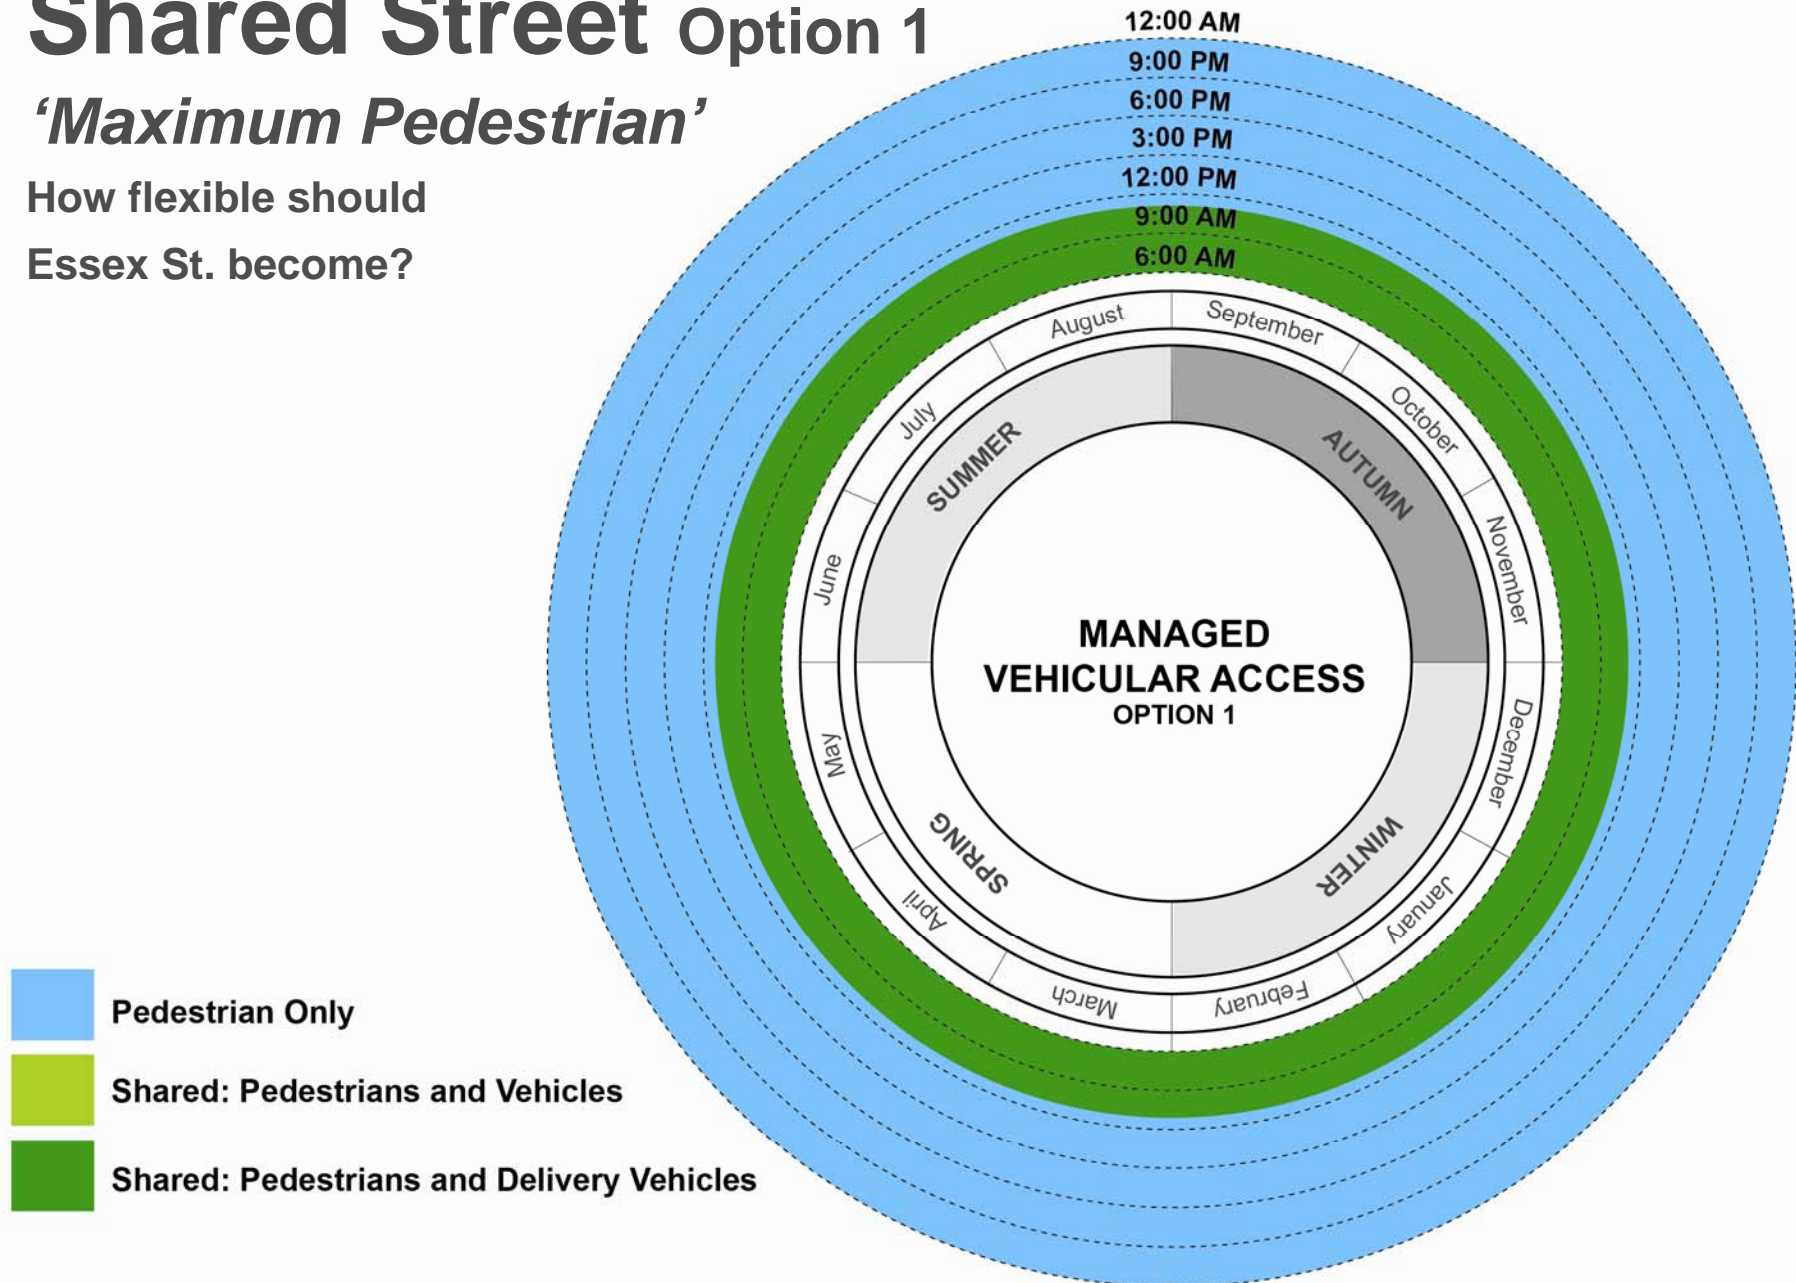 Shared Street Option 1
‘Maximum Pedestrian’
How flexible should
Essex St. become?
12:00 AM
9:00 PM
6:00 PM
3:00 PM
12:00 PM
9:00 AM
6:00 AM
August
September
July
October
SUMMER
AUTUMN
June
November
MANAGED
VEHICULAR ACCESS
OPTION 1
May
December
SPRING
WINTER
April
January
March
February
Pedestrian Only
Shared: Pedestrians and Vehicles
Shared: Pedestrians and Delivery Vehicles